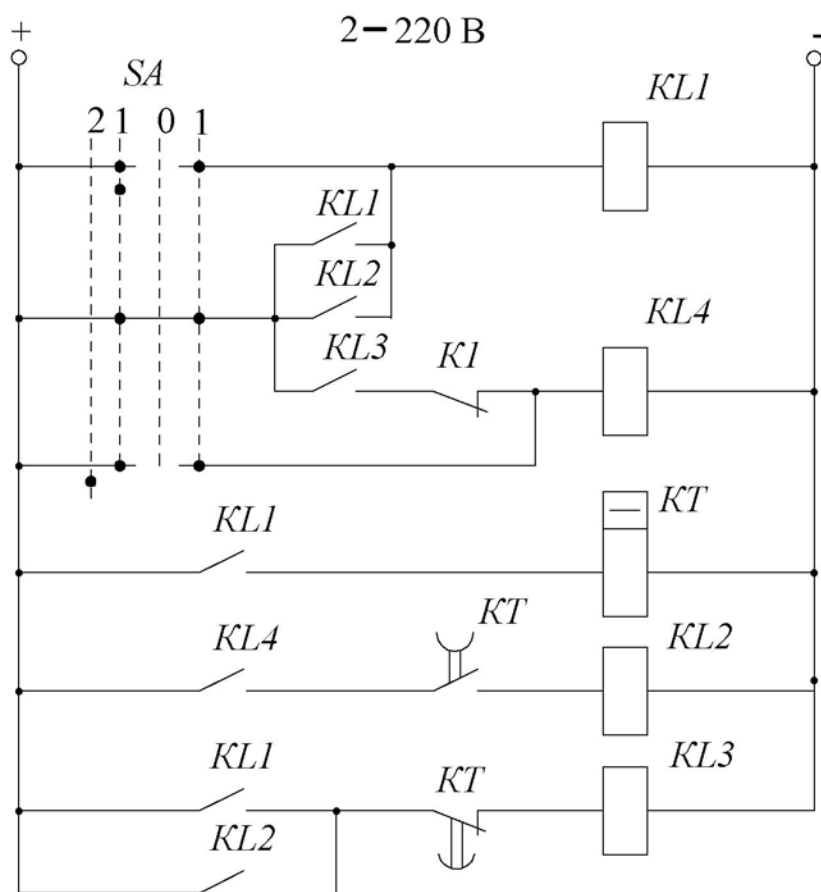 + 2−220 В -
SA
KL1
2 1 0 1
KL1
KL2
KL4
KL3 K1
KT
KL1
KT
KL4 KL2
KL3
KL1 KT
KL2